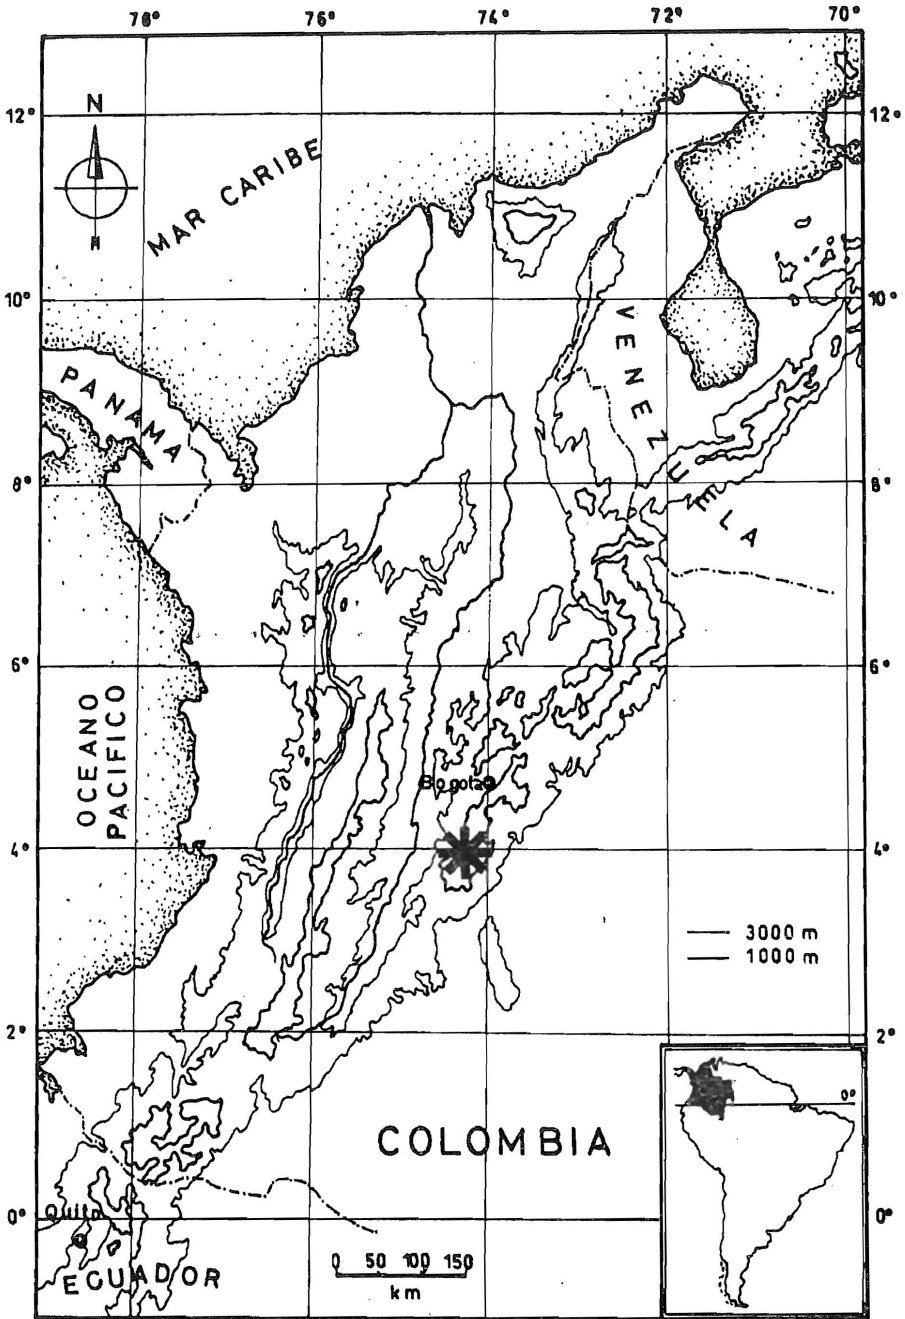 78° 76° 74° 72° 70°
N
12° 12°
MAR CARIBE
10° 10°
VENEZUELA
PANAMA
8° 8°
6° 6°
OCEANO
PACIFICO
Bogota
4° 4°
3000 m
1000 m
2° 2°
0°
COLOMBIA
Quito
0° 0°
ECUADOR
0 50 100 150
km